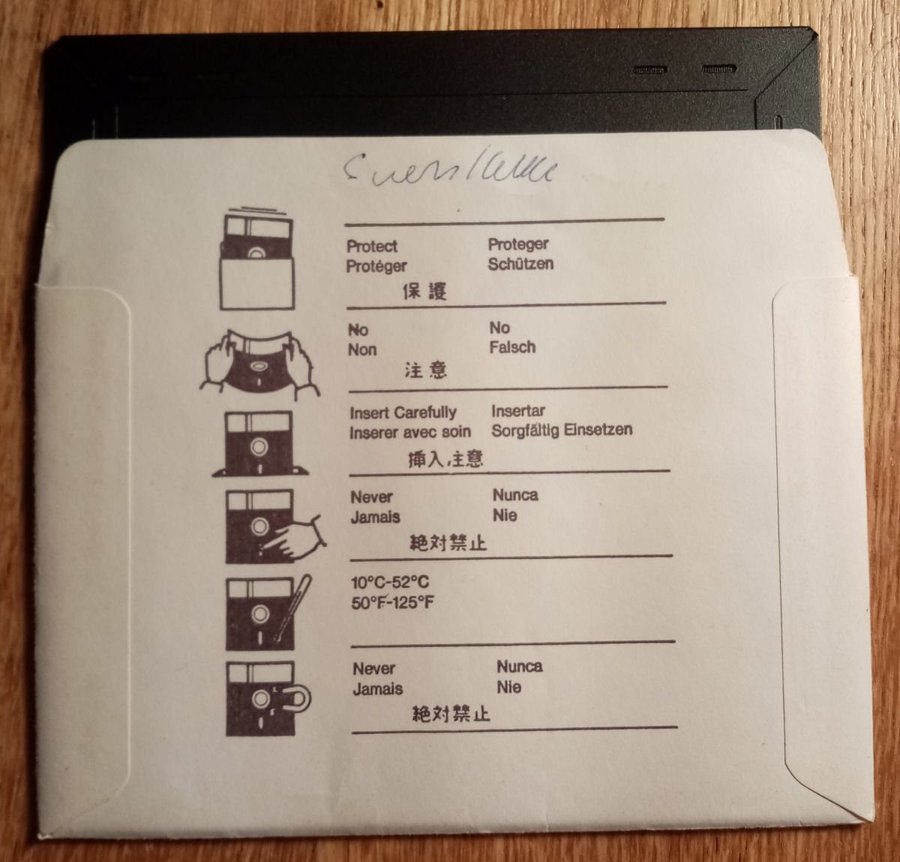 Protect Proteger
Protéger Schützen
保護
No No
Non Falsch
注意
Insert Carefully Insertar
Inserer avec soin Sorgfältig Einsetzen
挿入注意
Never Nunca
Jamais Nie
絶対禁止
10°C-52°C
50°F-125°F
Never Nunca
Jamais Nie
絶対禁止